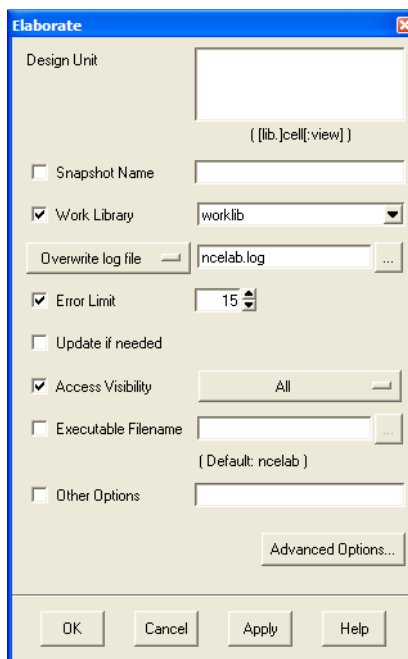 Elaborate
Design Unit
( [lib.]cell[:view] )
Snapshot Name
Work Library worklib
Overwrite log file ncelab.log ...
Error Limit 15
Update if needed
Access Visibility All
Executable Filename ...
( Default: ncelab )
Other Options
Advanced Options...
OK Cancel Apply Help